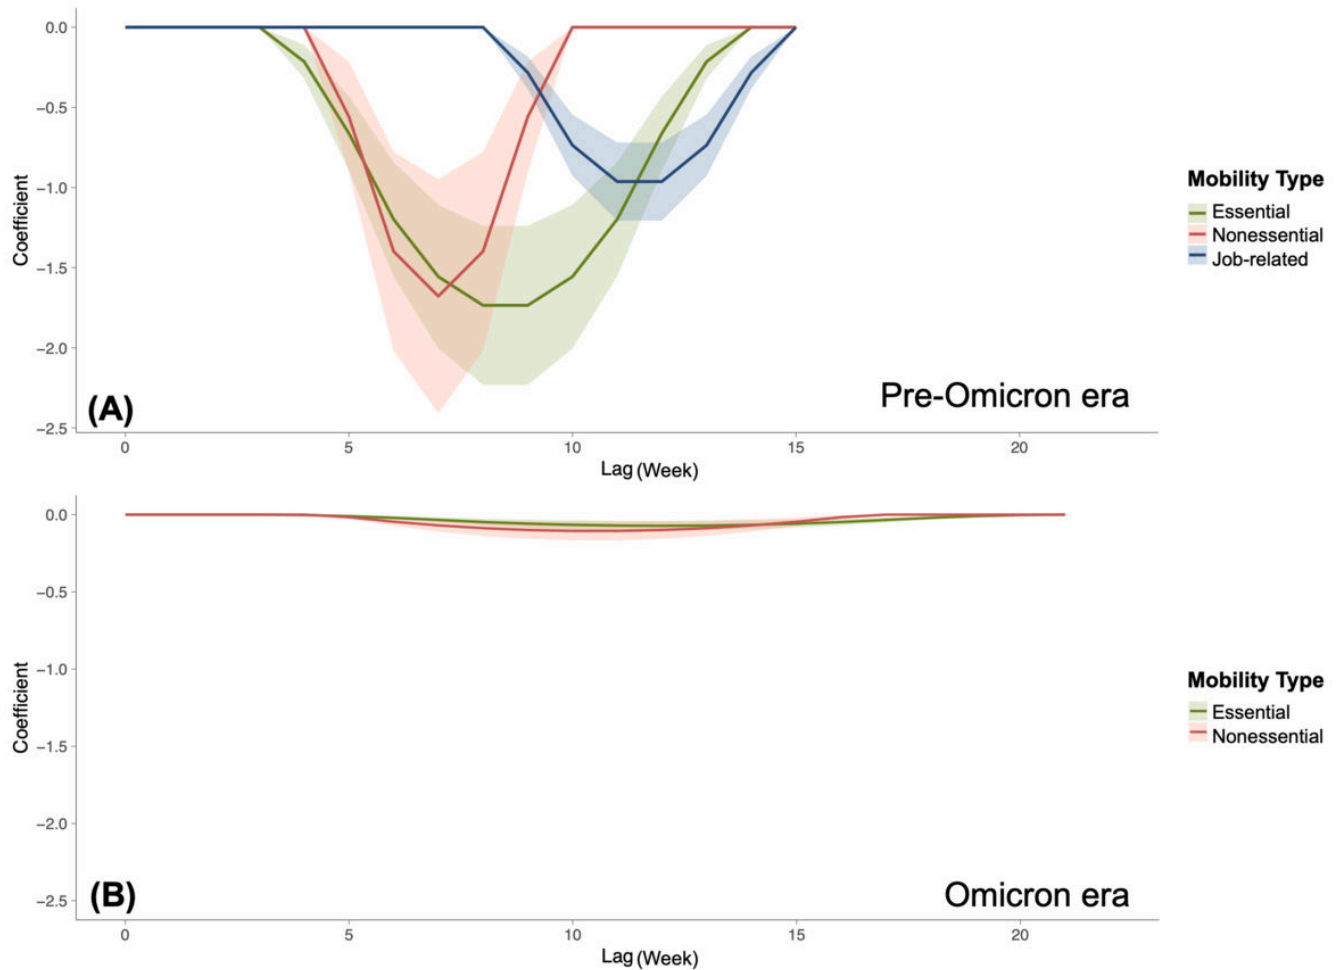 0.0
−0.5
−1.0
−1.5
−2.0
−2.5
Coefficient
(A)
Pre-Omicron era
0
5
10
15
20
Lag (Week)
Mobility Type
Essential
Nonessential
Job-related
0.0
−0.5
−1.0
−1.5
−2.0
−2.5
Coefficient
(B)
Omicron era
0
5
10
15
20
Lag (Week)
Mobility Type
Essential
Nonessential